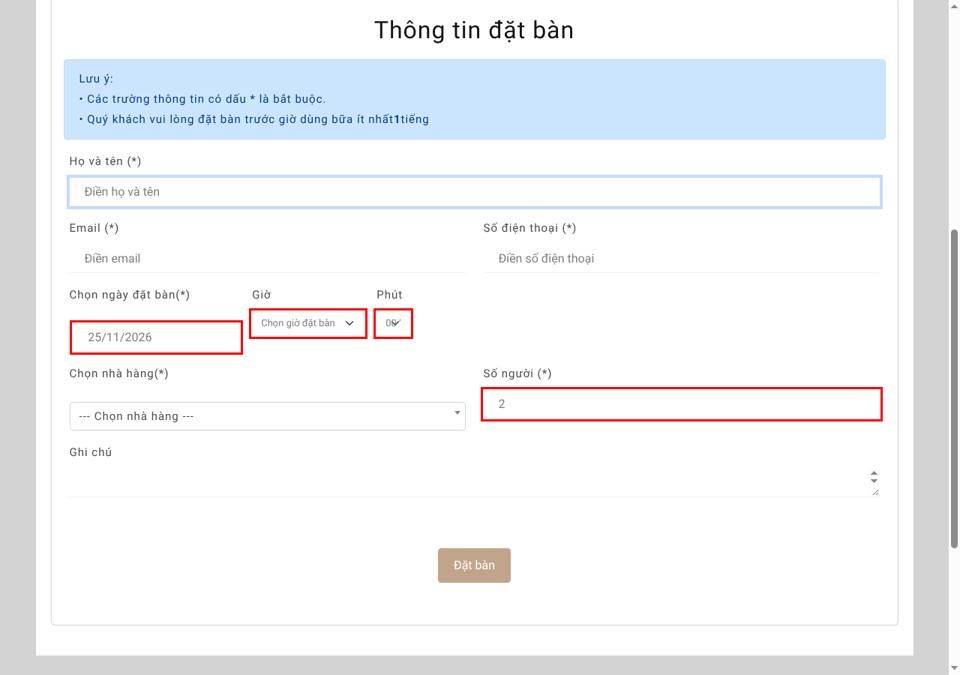 Thông tin đặt bàn
Lưu ý:
• Các trường thông tin có dấu * là bắt buộc.
• Quý khách vui lòng đặt bàn trước giờ dùng bữa ít nhất1tiếng
Họ và tên (*)
Điền họ và tên
Email (*)
Số điện thoại (*)
Điền email
Điền số điện thoại
Chọn ngày đặt bàn(*)
Giờ
Phút
25/11/2026
Chọn giờ đặt bàn
00
Chọn nhà hàng(*)
Số người (*)
--- Chọn nhà hàng ---
2
Ghi chú
Đặt bàn